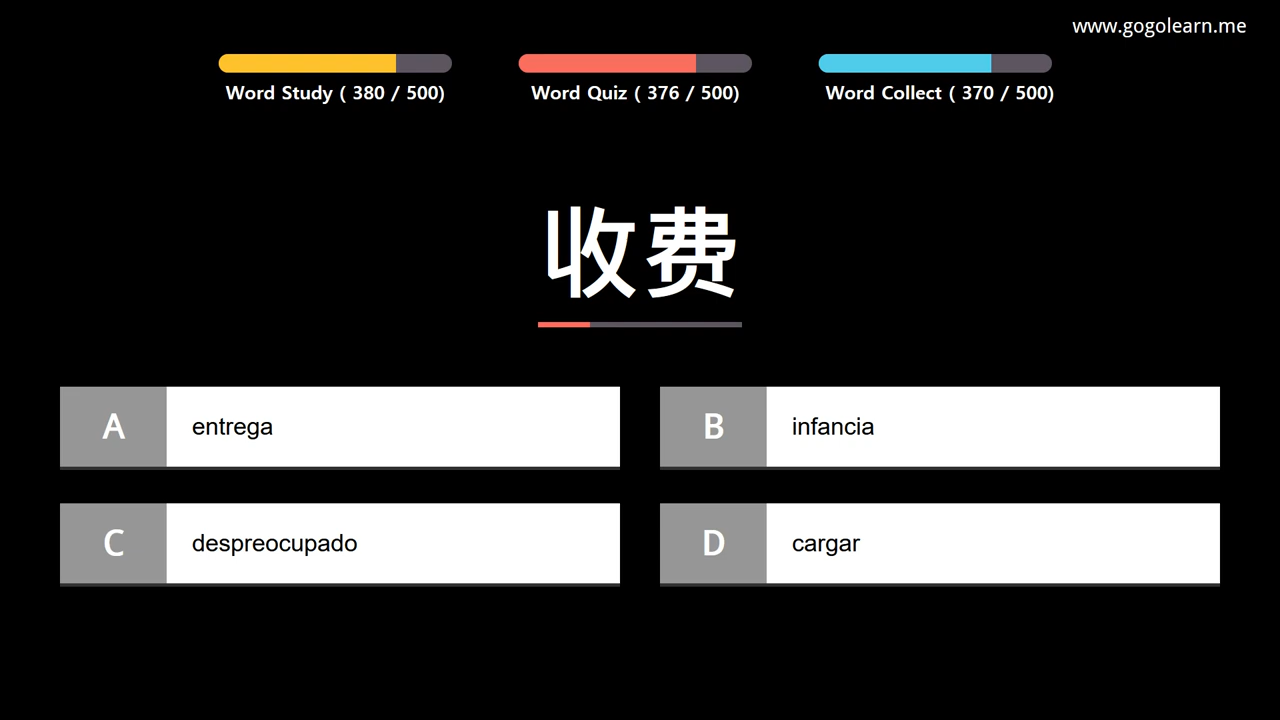 www.gogolearn.me
Word Study ( 380 / 500)
Word Quiz ( 376 / 500)
Word Collect ( 370 / 500)
收费
A entrega
B infancia
C despreocupado
D cargar